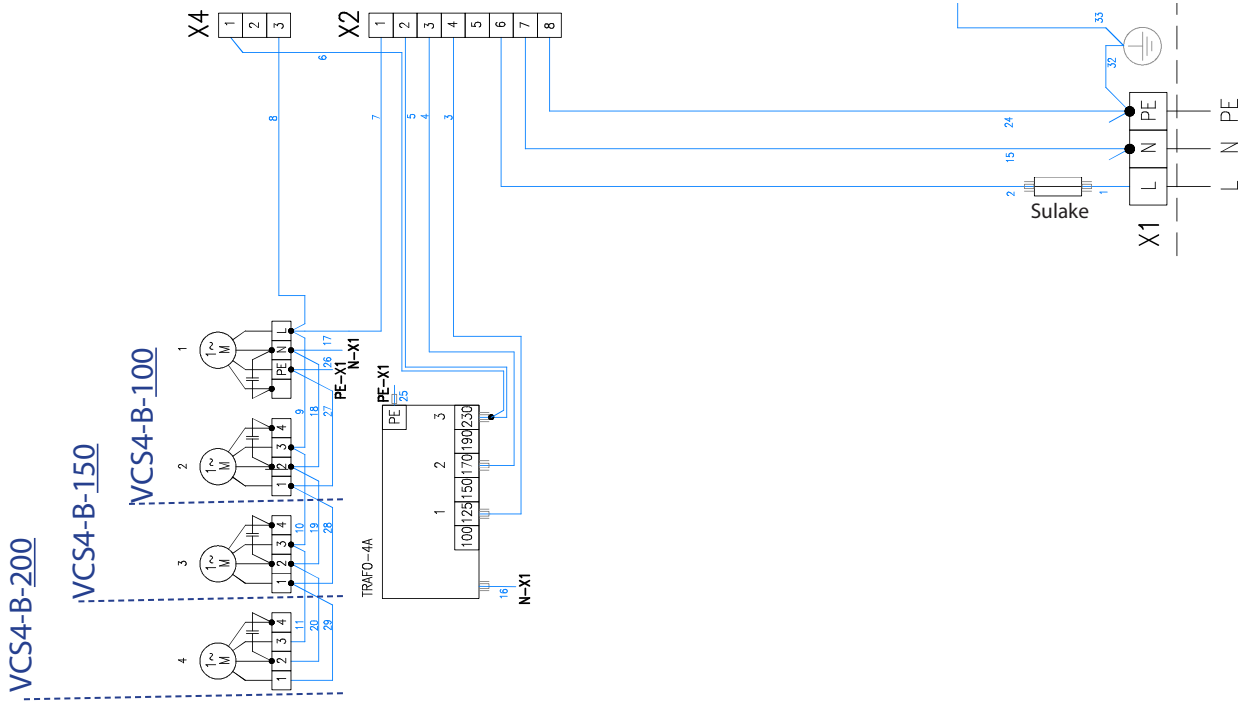 X4
1
2
3
X2
1
2
3
4
5
6
7
8
33
32
6
8
7
5
4
3
24
15
2
1
Sulake
PE
N
L
PE
N
L
X1
VCS4-B-100
1
1~
M
L
N
PE
17
N-X1
26
PE-X1
9
18
27
2
1~
M
4
3
2
1
VCS4-B-150
10
19
28
3
1~
M
4
3
2
1
VCS4-B-200
11
20
29
4
1~
M
4
3
2
1
PE-X1
25
PE
TRAFO-4A
3
2
1
230
190
170
150
125
100
16
N-X1